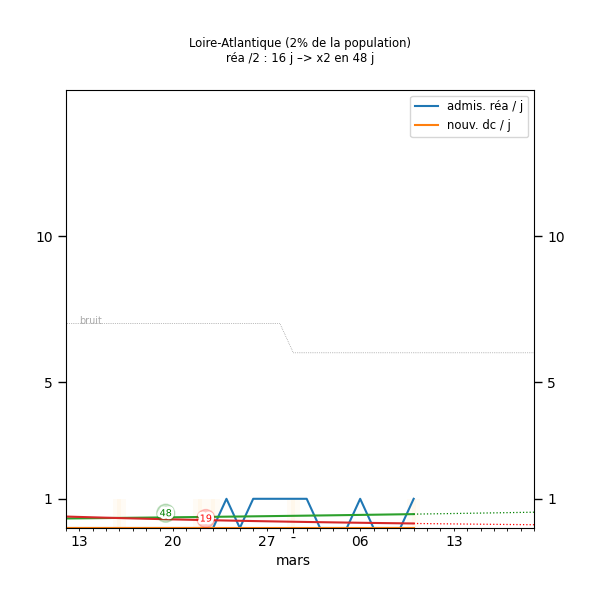 Loire-Atlantique (2% de la population)
réa /2 : 16 j –> x2 en 48 j
admis. réa / j
nouv. dc / j
10 10
bruit
5 5
1 1
48
19
13 20 27 - 06 13
mars